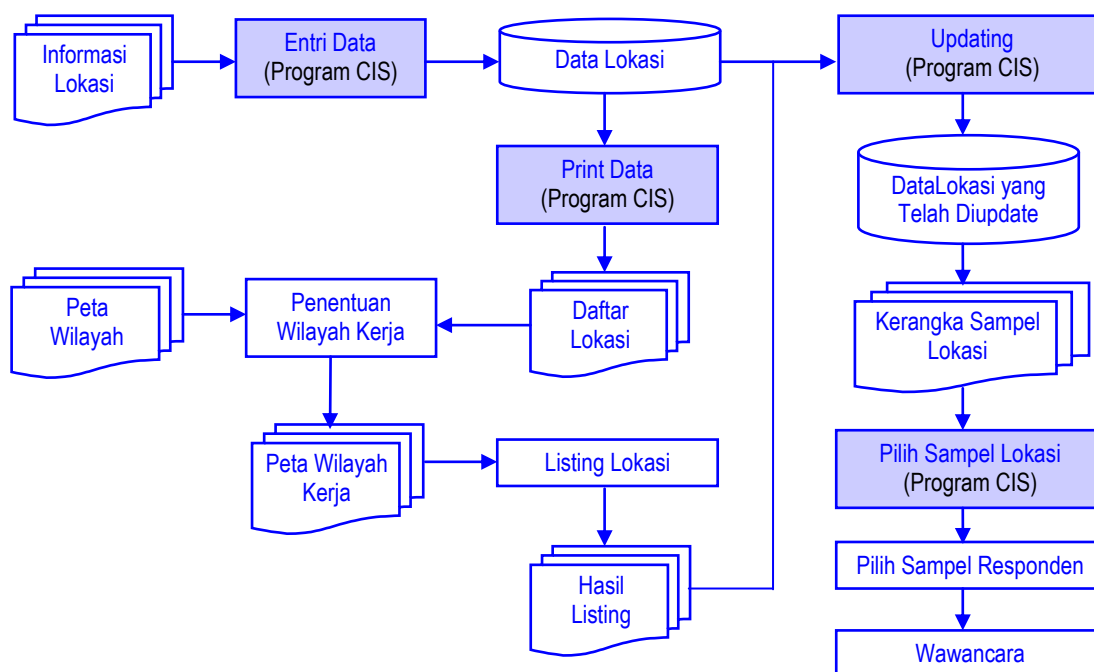 Informasi
Lokasi
Entri Data
(Program CIS)
Data Lokasi
Updating
(Program CIS)
Print Data
(Program CIS)
DataLokasi yang
Telah Diupdate
Peta
Wilayah
Penentuan
Wilayah Kerja
Daftar
Lokasi
Kerangka Sampel
Lokasi
Peta Wilayah
Kerja
Listing Lokasi
Pilih Sampel Lokasi
(Program CIS)
Hasil
Listing
Pilih Sampel Responden
Wawancara